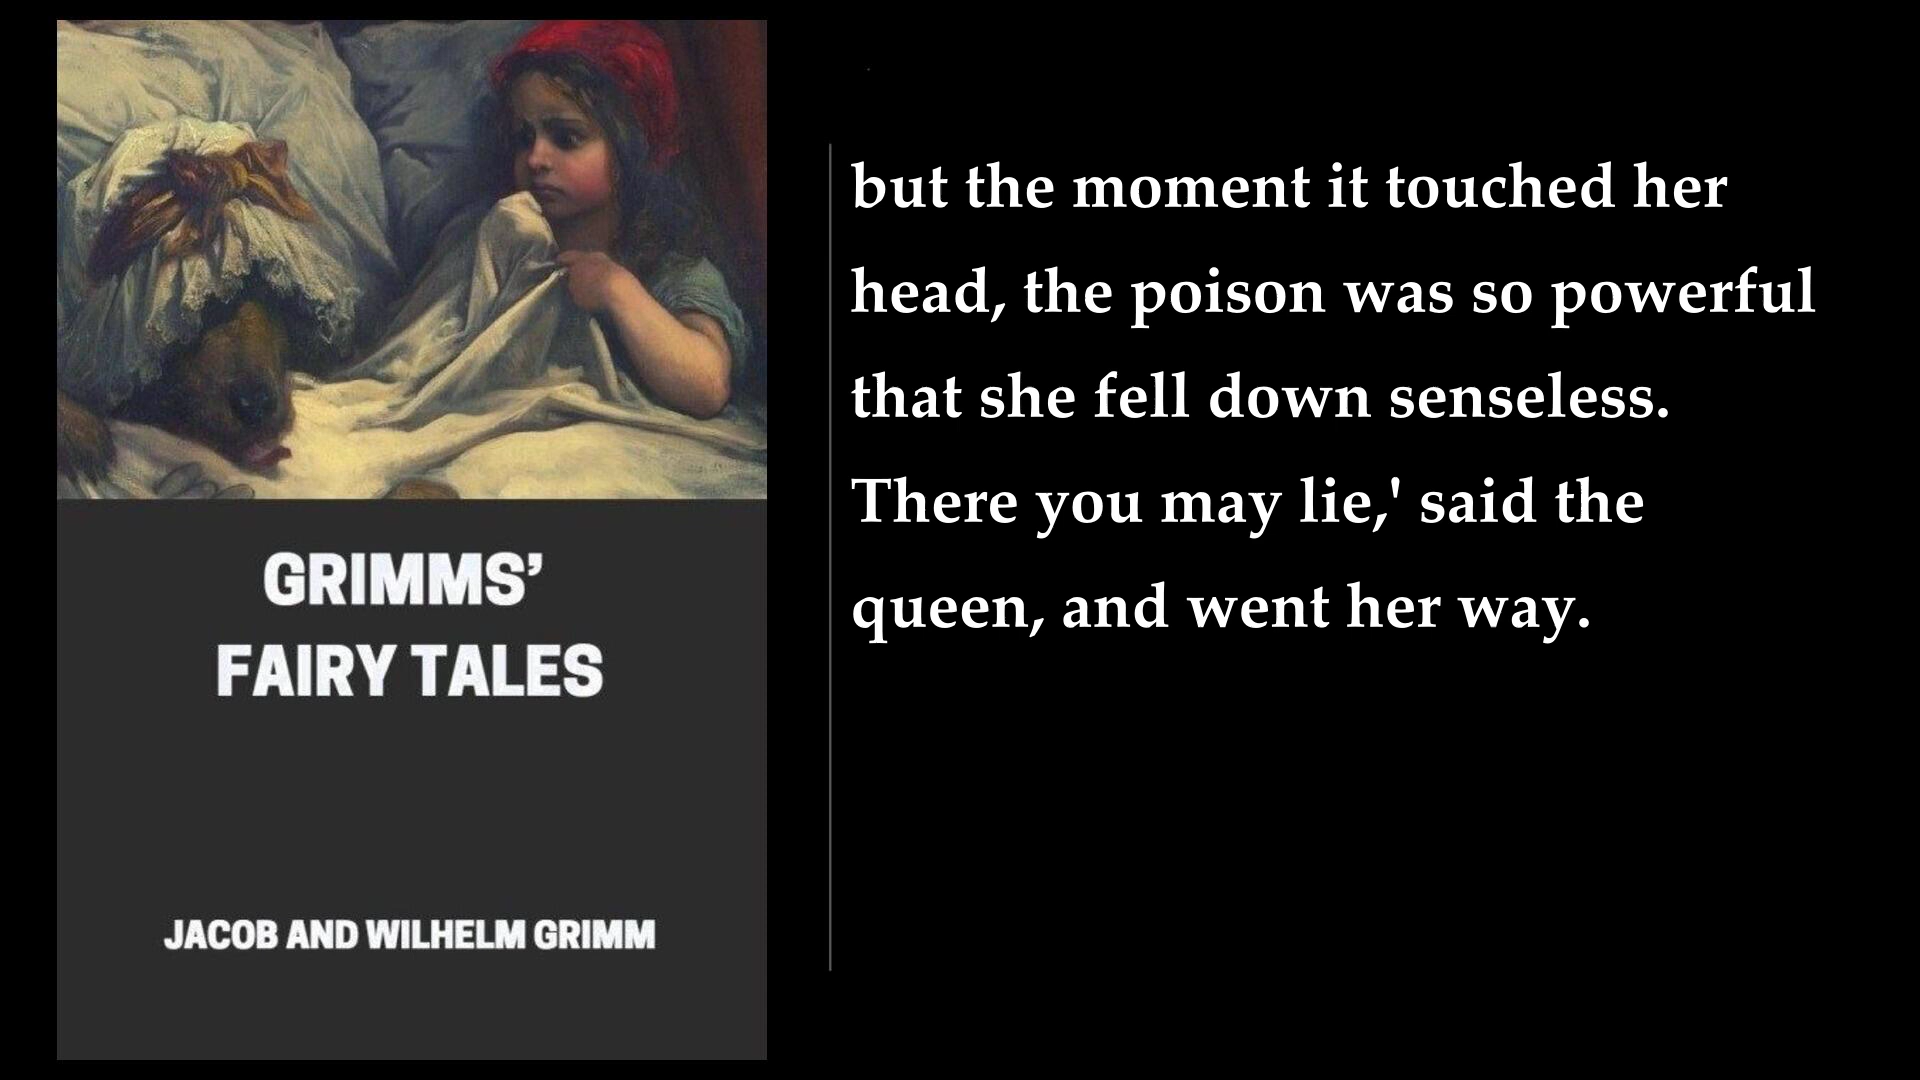 GRIMMS’
FAIRY TALES
JACOB AND WILHELM GRIMM
but the moment it touched her
head, the poison was so powerful
that she fell down senseless.
There you may lie,' said the
queen, and went her way.